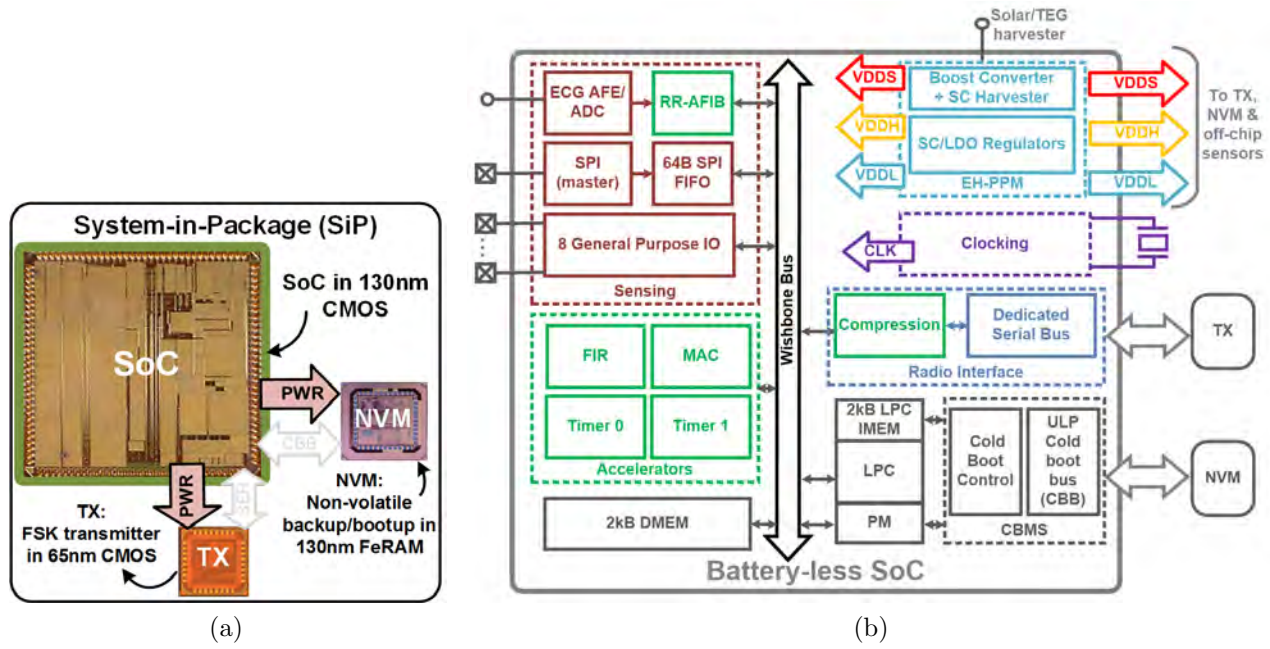 System-in-Package (SiP)
SoC in 130nm
CMOS
SoC
PWR
NVM
CBB
PWR
SEH
NVM:
Non-volatile
backup/bootup in
130nm FeRAM
TX:
FSK transmitter
in 65nm CMOS
TX
(a)
Solar/TEG
harvester
ECG AFE/
ADC
RR-AFIB
SPI
(master)
64B SPI
FIFO
8 General Purpose IO
Sensing
FIR
MAC
Timer 0
Timer 1
Accelerators
2kB DMEM
Wishbone Bus
VDDS
Boost Converter
+ SC Harvester
VDDS
VDDH
SC/LDO Regulators
VDDH
VDDL
EH-PPM
VDDL
To TX,
NVM &
off-chip
sensors
CLK
Clocking
Compression
Dedicated
Serial Bus
Radio Interface
TX
2kB LPC
IMEM
LPC
PM
Cold
Boot
Control
ULP
Cold
boot
bus
(CBB)
CBMS
NVM
Battery-less SoC
(b)